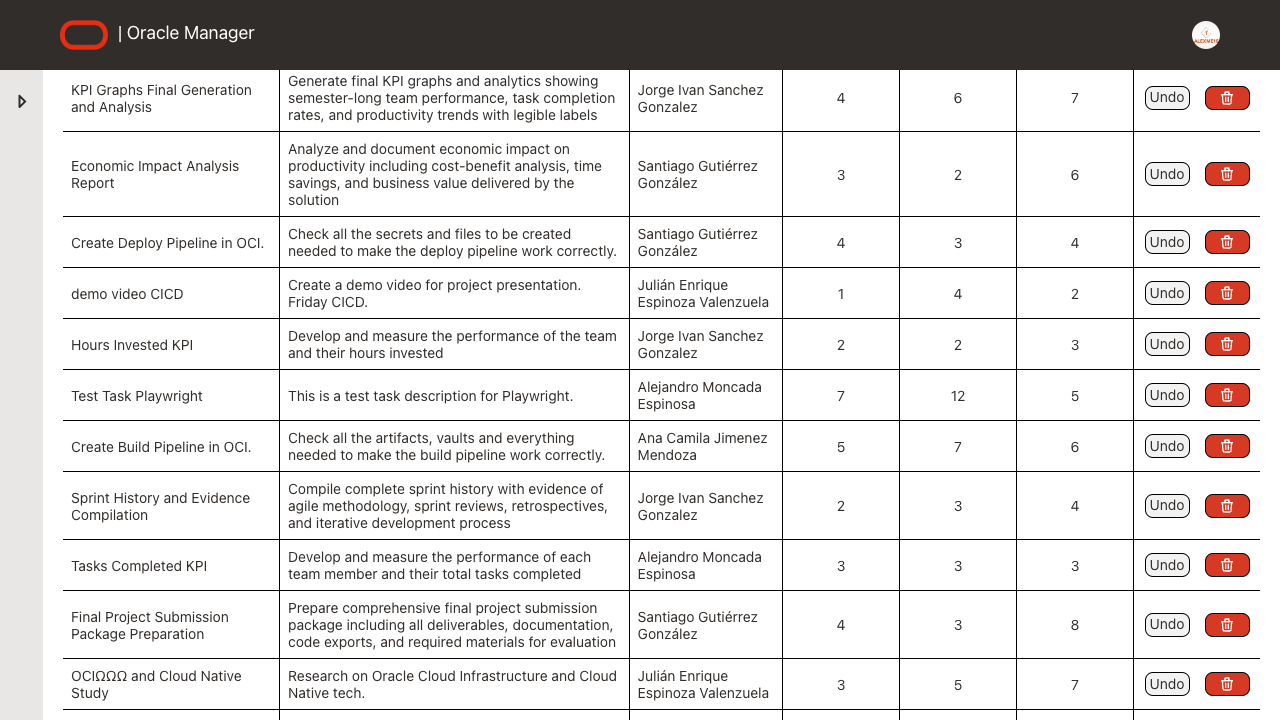 | Oracle Manager
KPI Graphs Final Generation
and Analysis
Generate final KPI graphs and analytics showing
semester-long team performance, task completion
rates, and productivity trends with legible labels
Jorge Ivan Sanchez
Gonzalez
4
6
7
Undo
Economic Impact Analysis
Report
Analyze and document economic impact on
productivity including cost-benefit analysis, time
savings, and business value delivered by the
solution
Santiago Gutiérrez
González
3
2
6
Undo
Create Deploy Pipeline in OCI.
Check all the secrets and files to be created
needed to make the deploy pipeline work correctly.
Santiago Gutiérrez
González
4
3
4
Undo
demo video CICD
Create a demo video for project presentation.
Friday CICD.
Julián Enrique
Espinoza Valenzuela
1
4
2
Undo
Hours Invested KPI
Develop and measure the performance of the team
and their hours invested
Jorge Ivan Sanchez
Gonzalez
2
2
3
Undo
Test Task Playwright
This is a test task description for Playwright.
Alejandro Moncada
Espinosa
7
12
5
Undo
Create Build Pipeline in OCI.
Check all the artifacts, vaults and everything
needed to make the build pipeline work correctly.
Ana Camila Jimenez
Mendoza
5
7
6
Undo
Sprint History and Evidence
Compilation
Compile complete sprint history with evidence of
agile methodology, sprint reviews, retrospectives,
and iterative development process
Jorge Ivan Sanchez
Gonzalez
2
3
4
Undo
Tasks Completed KPI
Develop and measure the performance of each
team member and their total tasks completed
Alejandro Moncada
Espinosa
3
3
3
Undo
Final Project Submission
Package Preparation
Prepare comprehensive final project submission
package including all deliverables, documentation,
code exports, and required materials for evaluation
Santiago Gutiérrez
González
4
3
8
Undo
OCIΩΩΩ and Cloud Native
Study
Research on Oracle Cloud Infrastructure and Cloud
Native tech.
Julián Enrique
Espinoza Valenzuela
3
5
7
Undo